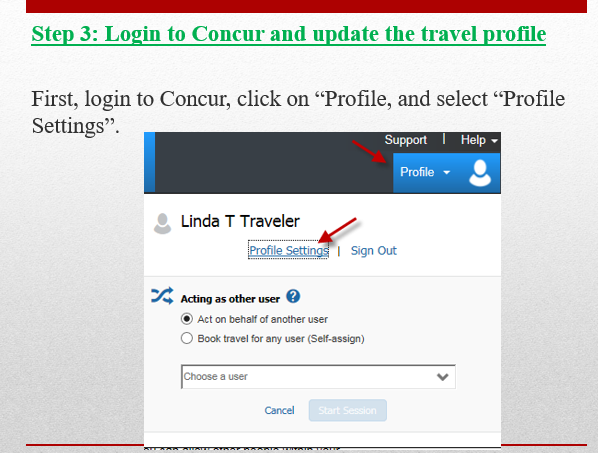 Step 3: Login to Concur and update the travel profile
First, login to Concur, click on “Profile, and select “Profile
Settings”.
Support | Help
Profile
Linda T Traveler
Profile Settings | Sign Out
Acting as other user ?
Act on behalf of another user
Book travel for any user (Self-assign)
Choose a user
Cancel Start Session